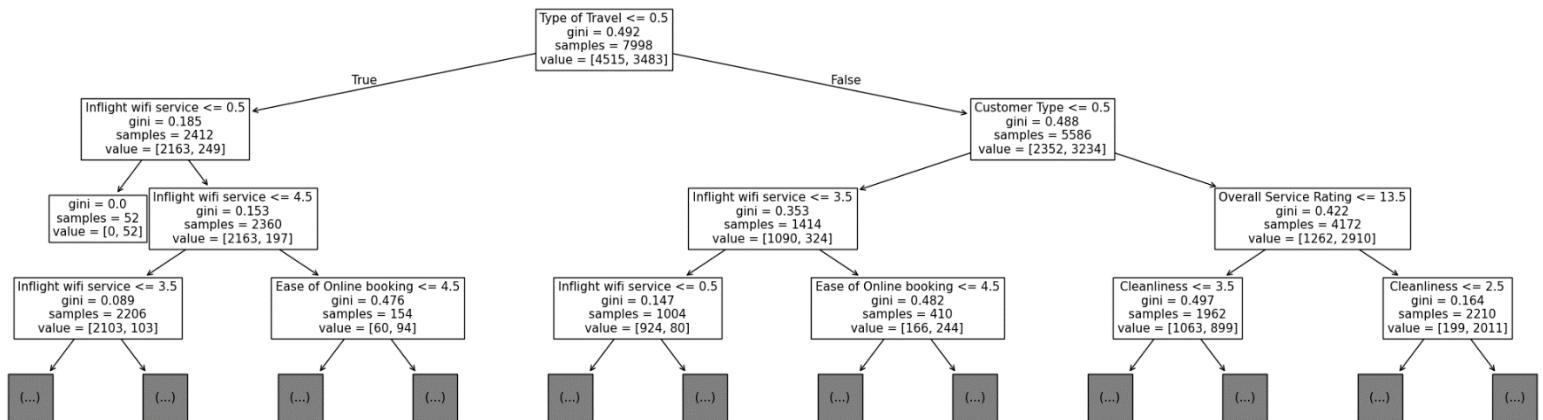 Type of Travel <= 0.5
gini = 0.492
samples = 7998
value = [4515, 3483]
True
False
Inflight wifi service <= 0.5
gini = 0.185
samples = 2412
value = [2163, 249]
Customer Type <= 0.5
gini = 0.488
samples = 5586
value = [2352, 3234]
gini = 0.0
samples = 52
value = [0, 52]
Inflight wifi service <= 4.5
gini = 0.153
samples = 2360
value = [2163, 197]
Inflight wifi service <= 3.5
gini = 0.353
samples = 1414
value = [1090, 324]
Overall Service Rating <= 13.5
gini = 0.422
samples = 4172
value = [1262, 2910]
Inflight wifi service <= 3.5
gini = 0.089
samples = 2206
value = [2103, 103]
Ease of Online booking <= 4.5
gini = 0.476
samples = 154
value = [60, 94]
Inflight wifi service <= 0.5
gini = 0.147
samples = 1004
value = [924, 80]
Ease of Online booking <= 4.5
gini = 0.482
samples = 410
value = [166, 244]
Cleanliness <= 3.5
gini = 0.497
samples = 1962
value = [1063, 899]
Cleanliness <= 2.5
gini = 0.164
samples = 2210
value = [199, 2011]
(...)
(...)
(...)
(...)
(...)
(...)
(...)
(...)
(...)
(...)
(...)
(...)